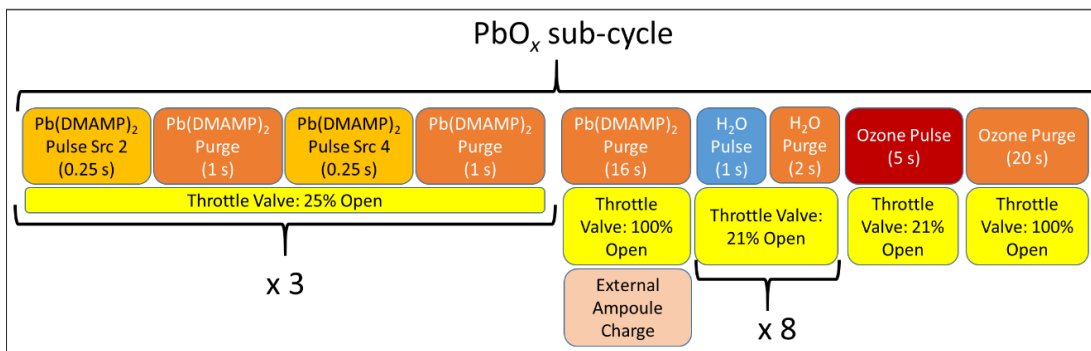 PbOₓ sub-cycle
Pb(DMAMP)₂
Pulse Src 2
(0.25 s)
Pb(DMAMP)₂
Purge
(1 s)
Pb(DMAMP)₂
Pulse Src 4
(0.25 s)
Pb(DMAMP)₂
Purge
(1 s)
Pb(DMAMP)₂
Purge
(16 s)
H₂O
Pulse
(1 s)
H₂O
Purge
(2 s)
Ozone Pulse
(5 s)
Ozone Purge
(20 s)
Throttle Valve: 25% Open
Throttle
Valve: 100%
Open
Throttle Valve:
21% Open
Throttle
Valve: 21%
Open
Throttle
Valve: 100%
Open
x 3
External
Ampoule
Charge
x 8